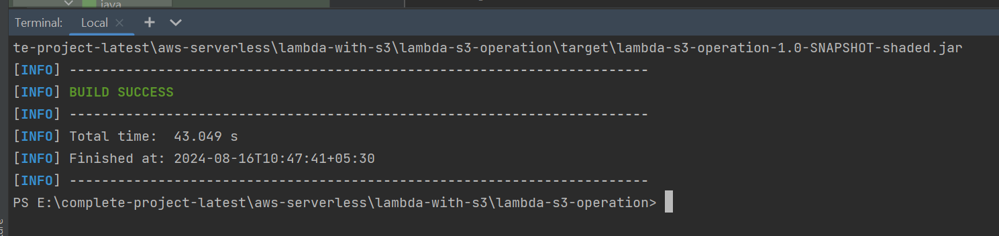 java
Terminal: Local × + 
te-project-latest\aws-serverless\lambda-with-s3\lambda-s3-operation\target\lambda-s3-operation-1.0-SNAPSHOT-shaded.jar
[INFO] ------------------------------------------------------------------------
[INFO] BUILD SUCCESS
[INFO] ------------------------------------------------------------------------
[INFO] Total time:  43.049 s
[INFO] Finished at: 2024-08-16T10:47:41+05:30
[INFO] ------------------------------------------------------------------------
PS E:\complete-project-latest\aws-serverless\lambda-with-s3\lambda-s3-operation>